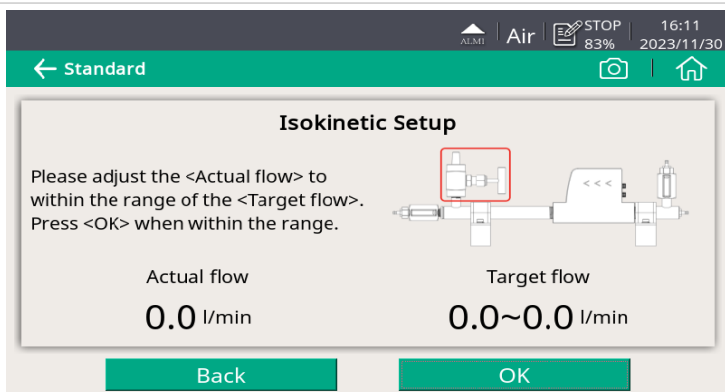 ALM1 Air STOP 16:11
83% 2023/11/30
← Standard
Isokinetic Setup
Please adjust the <Actual flow> to
within the range of the <Target flow>.
Press <OK> when within the range.
< < <
Actual flow Target flow
0.0 l/min 0.0~0.0 l/min
Back OK